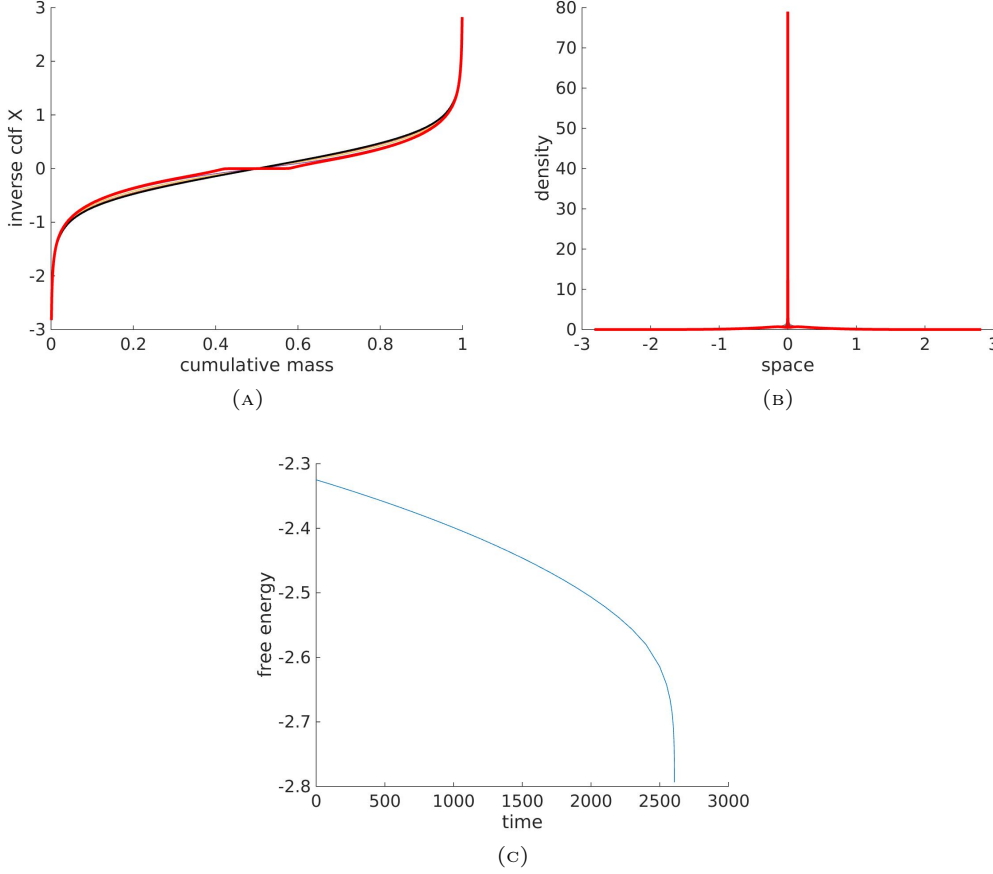 3
2
1
0
-1
-2
-3
inverse cdf X
0 0.2 0.4 0.6 0.8 1
cumulative mass
(A)
80
70
60
50
40
30
20
10
0
density
-3 -2 -1 0 1 2 3
space
(B)
-2.3
-2.4
-2.5
-2.6
-2.7
-2.8
free energy
0 500 1000 1500 2000 2500 3000
time
(C)